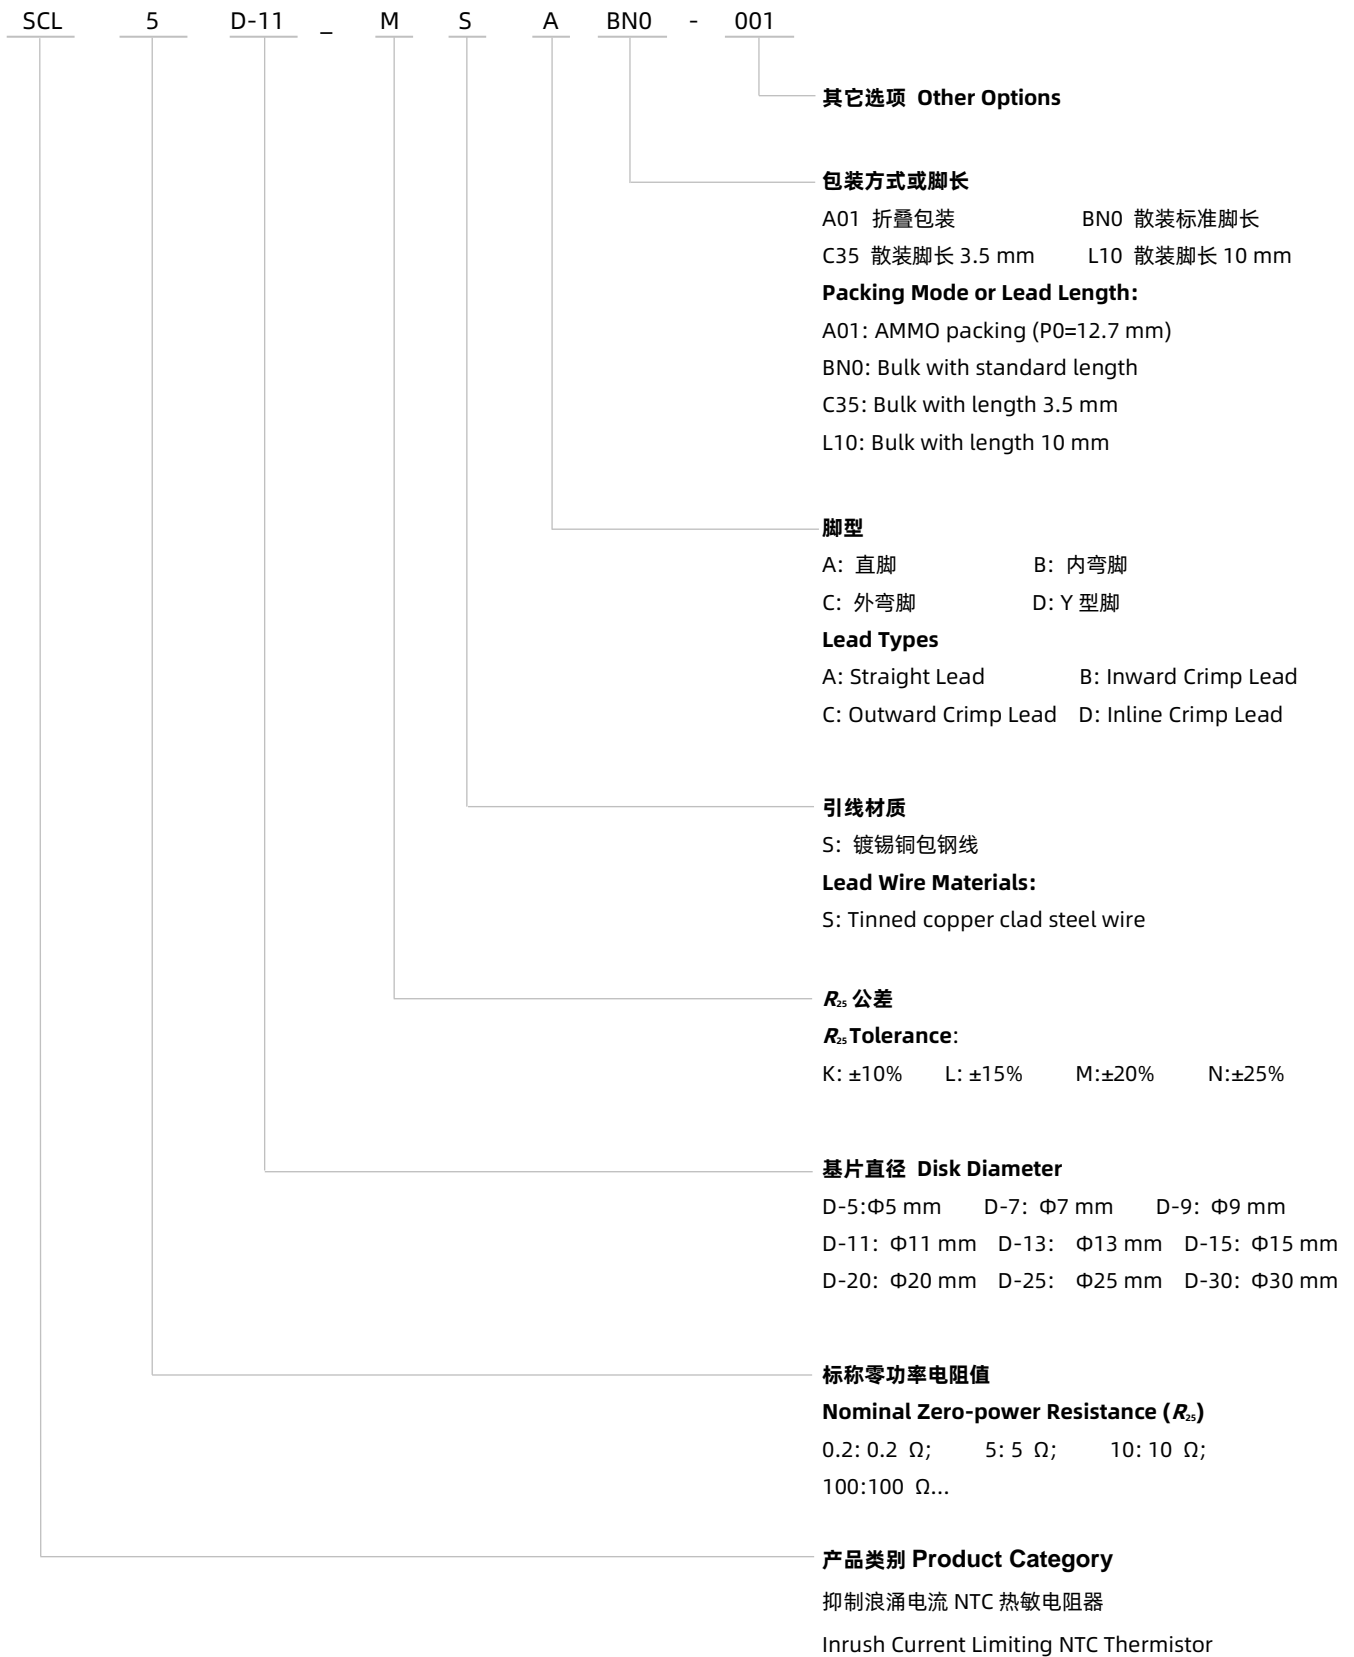 SCL 5 D-11 _ M S A BN0 - 001
其它选项 Other Options
包装方式或脚长
A01 折叠包装 BN0 散装标准脚长
C35 散装脚长 3.5 mm L10 散装脚长 10 mm
Packing Mode or Lead Length:
A01: AMMO packing (P0=12.7 mm)
BN0: Bulk with standard length
C35: Bulk with length 3.5 mm
L10: Bulk with length 10 mm
脚型
A: 直脚 B: 内弯脚
C: 外弯脚 D: Y 型脚
Lead Types
A: Straight Lead B: Inward Crimp Lead
C: Outward Crimp Lead D: Inline Crimp Lead
引线材质
S: 镀锡铜包钢线
Lead Wire Materials:
S: Tinned copper clad steel wire
R25 公差
R25 Tolerance:
K: ±10% L: ±15% M:±20% N:±25%
基片直径 Disk Diameter
D-5:Φ5 mm D-7: Φ7 mm D-9: Φ9 mm
D-11: Φ11 mm D-13: Φ13 mm D-15: Φ15 mm
D-20: Φ20 mm D-25: Φ25 mm D-30: Φ30 mm
标称零功率电阻值
Nominal Zero-power Resistance (R25)
0.2: 0.2 Ω; 5: 5 Ω; 10: 10 Ω;
100:100 Ω...
产品类别 Product Category
抑制浪涌电流 NTC 热敏电阻器
Inrush Current Limiting NTC Thermistor